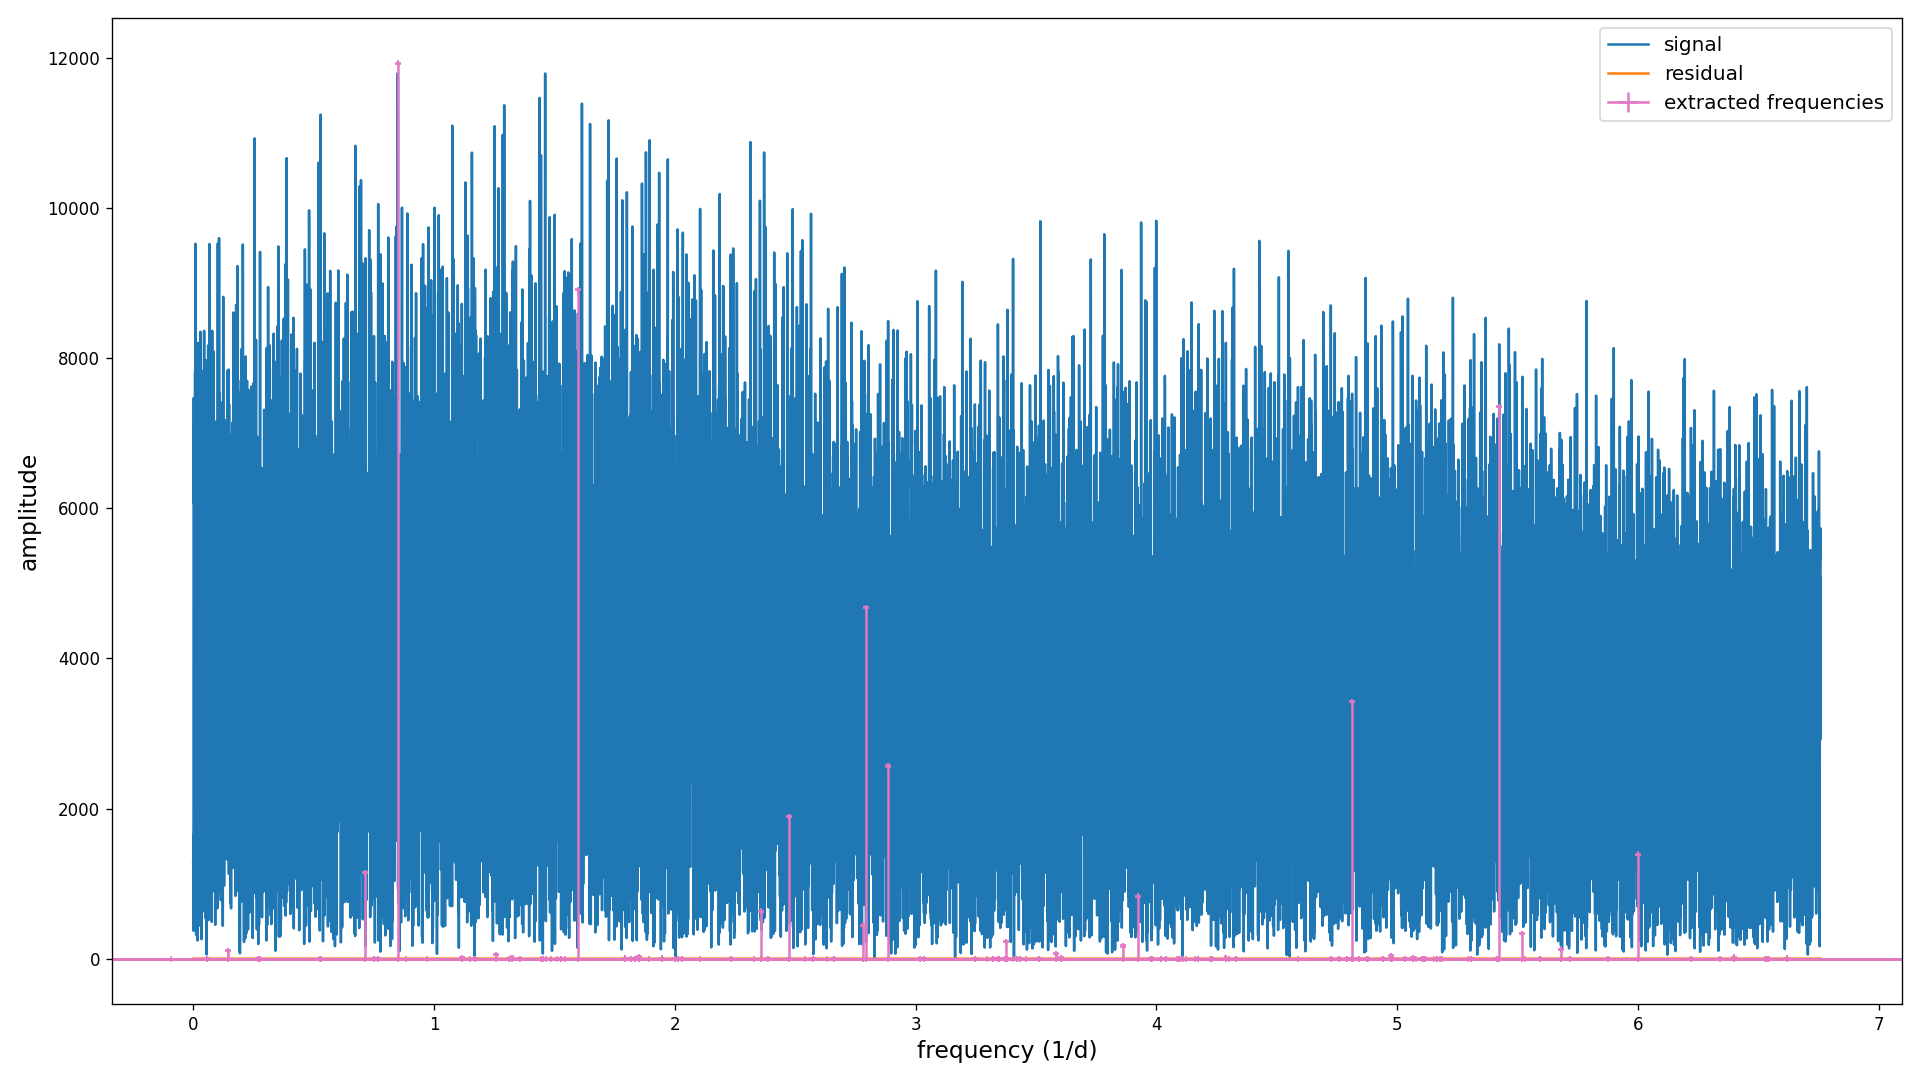 12000
10000
8000
6000
4000
2000
0
amplitude
0 1 2 3 4 5 6 7
frequency (1/d)
signal
residual
extracted frequencies